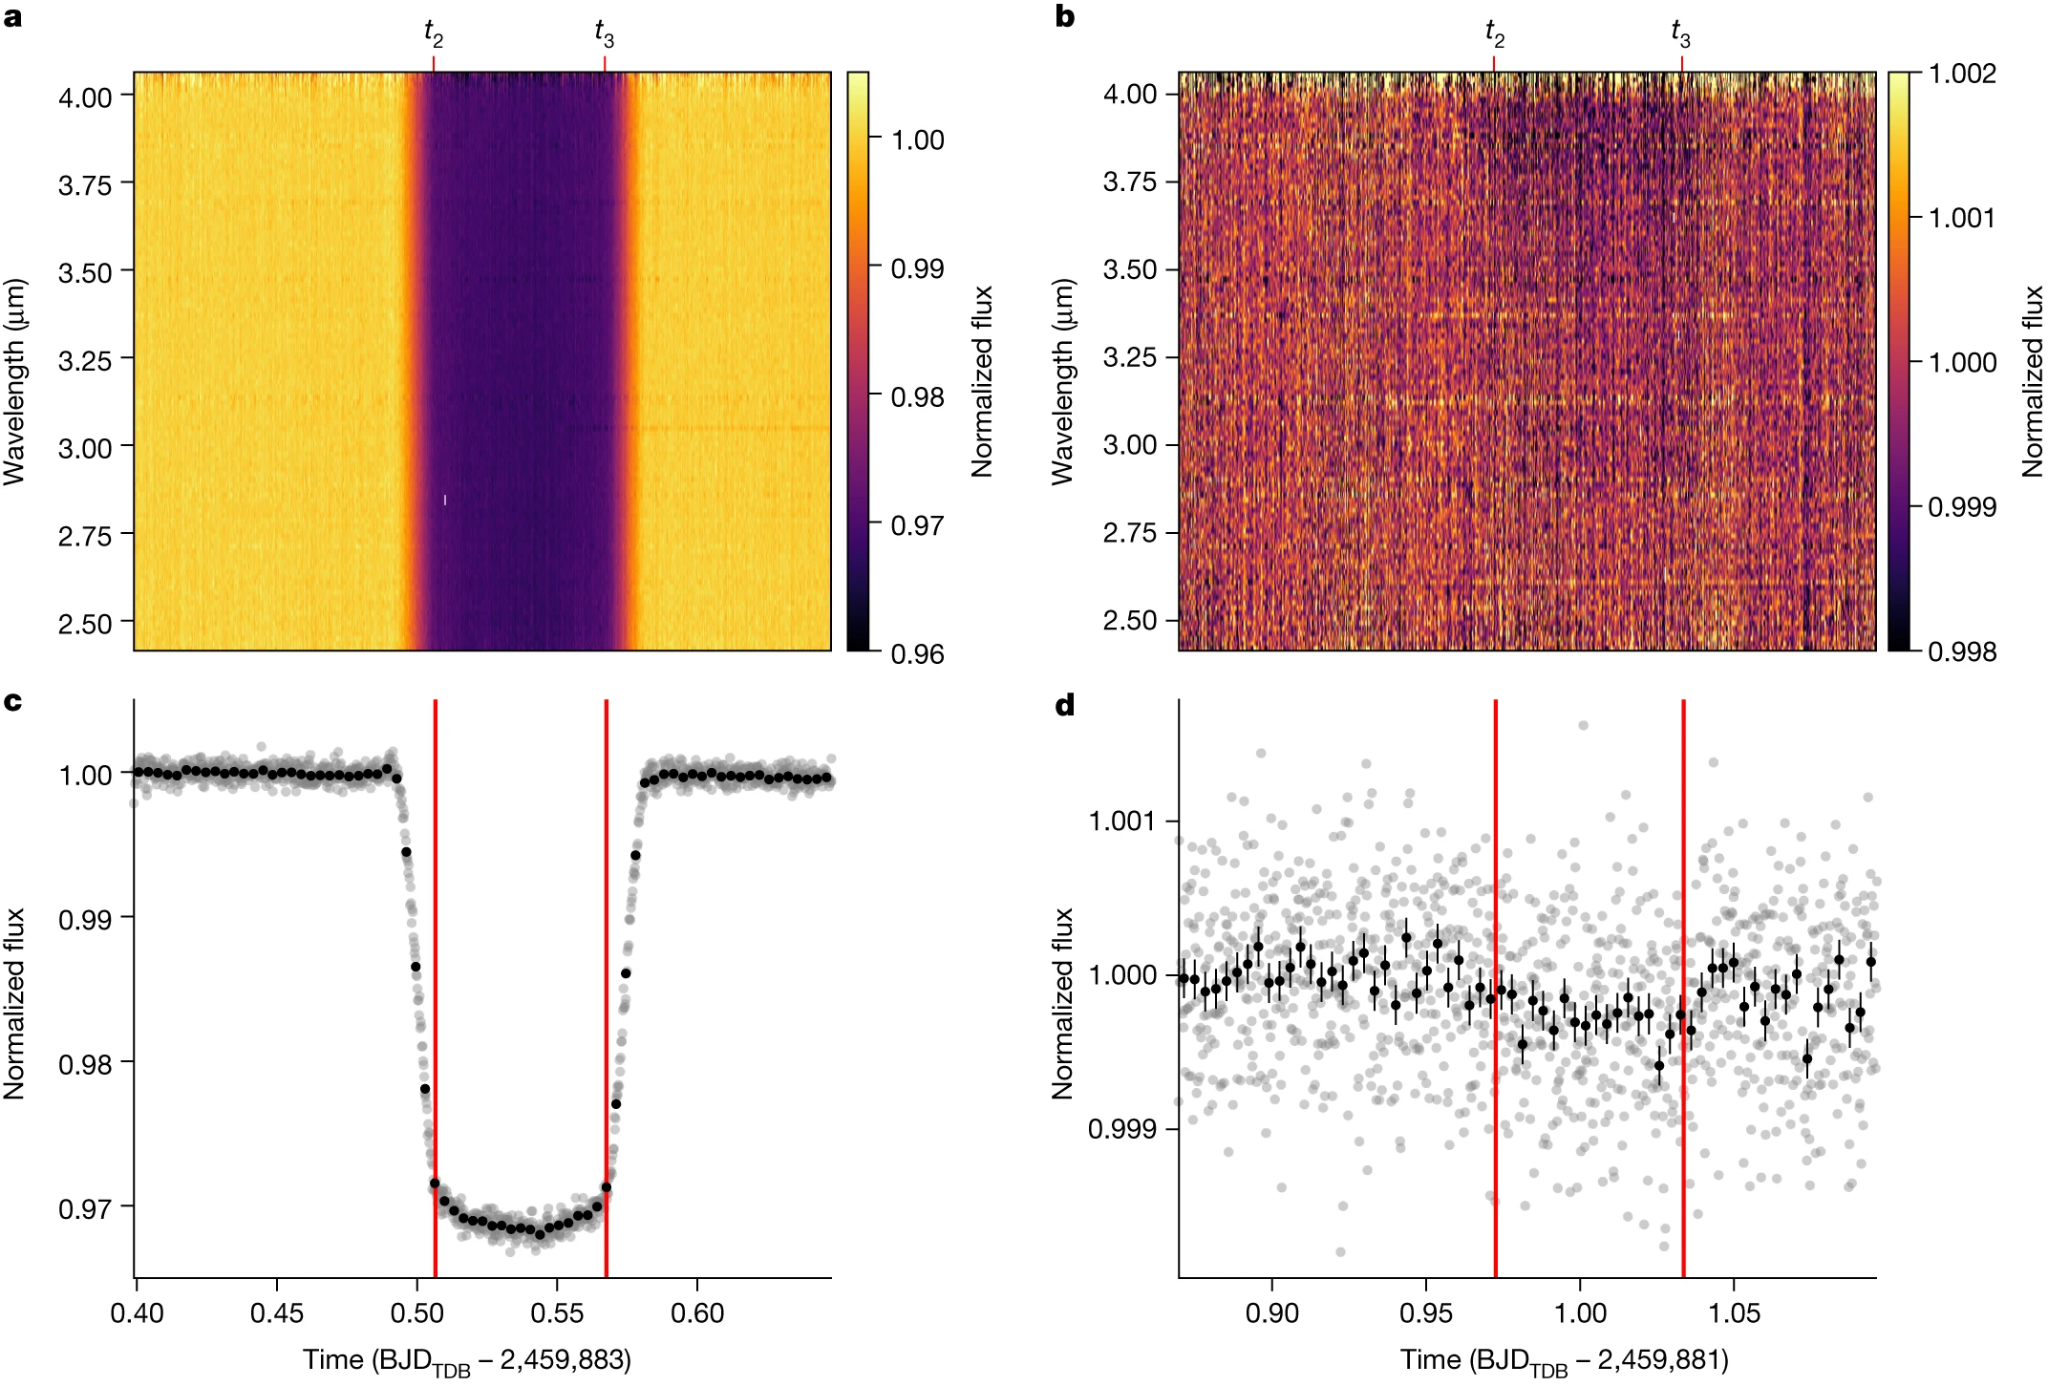 a
t2 t3
4.00
3.75
3.50
3.25
3.00
2.75
2.50
Wavelength (μm)
1.00
0.99
0.98
0.97
0.96
Normalized flux
b
t2 t3
4.00
3.75
3.50
3.25
3.00
2.75
2.50
Wavelength (μm)
1.002
1.001
1.000
0.999
0.998
Normalized flux
c
1.00
0.99
0.98
0.97
Normalized flux
0.40 0.45 0.50 0.55 0.60
Time (BJDTDB – 2,459,883)
d
1.001
1.000
0.999
Normalized flux
0.90 0.95 1.00 1.05
Time (BJDTDB – 2,459,881)